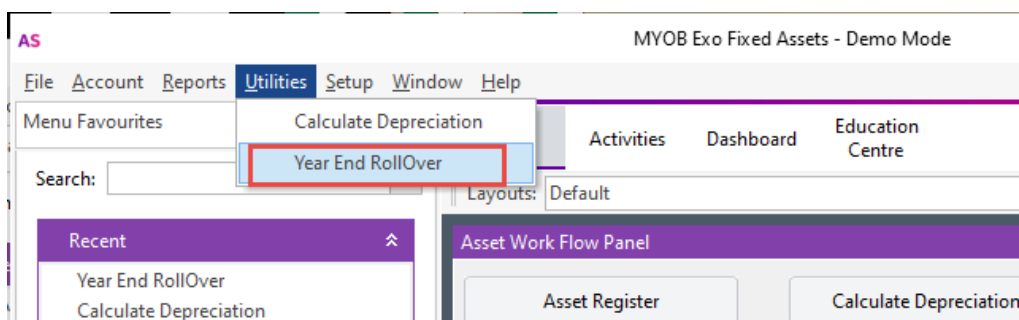 AS MYOB Exo Fixed Assets - Demo Mode
File Account Reports Utilities Setup Window Help
Menu Favourites
Calculate Depreciation
Year End RollOver
Activities
Dashboard
Education
Centre
Search:
Layouts: Default
Recent
Asset Work Flow Panel
Year End RollOver
Calculate Depreciation
Asset Register
Calculate Depreciation